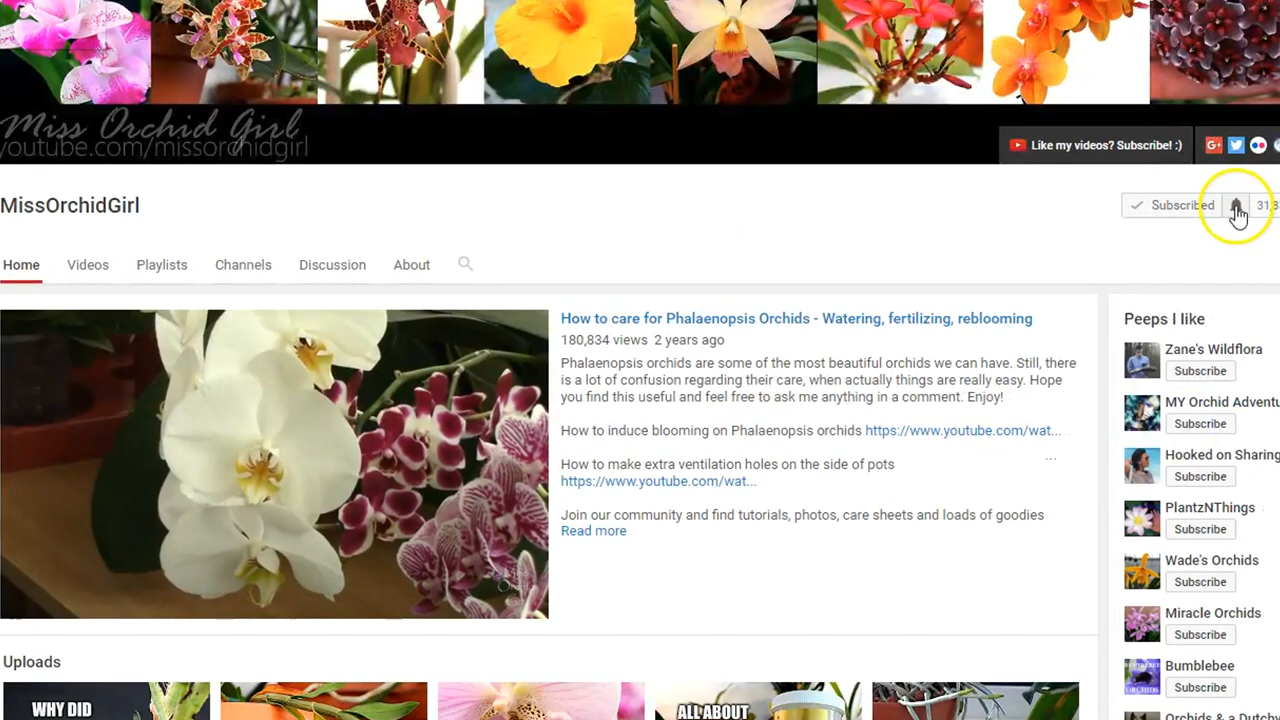 Miss Orchid Girl
youtube.com/missorchidgirl
Like my videos? Subscribe! :)
MissOrchidGirl
Subscribed
Home Videos Playlists Channels Discussion About
How to care for Phalaenopsis Orchids - Watering, fertilizing, reblooming
180,834 views 2 years ago
Phalaenopsis orchids are some of the most beautiful orchids we can have. Still, there
is a lot of confusion regarding their care, when actually things are really easy. Hope
you find this useful and feel free to ask me anything in a comment. Enjoy!
How to induce blooming on Phalaenopsis orchids https://www.youtube.com/wat...
How to make extra ventilation holes on the side of pots
https://www.youtube.com/wat...
Join our community and find tutorials, photos, care sheets and loads of goodies
Read more
Peeps I like
Zane's Wildflora
Subscribe
MY Orchid Adventu
Subscribe
Hooked on Sharing
Subscribe
PlantzNThings
Subscribe
Wade's Orchids
Subscribe
Miracle Orchids
Subscribe
Bumblebee
Subscribe
Orchids & a Dutchy
Uploads
WHY DID
ALL ABOUT